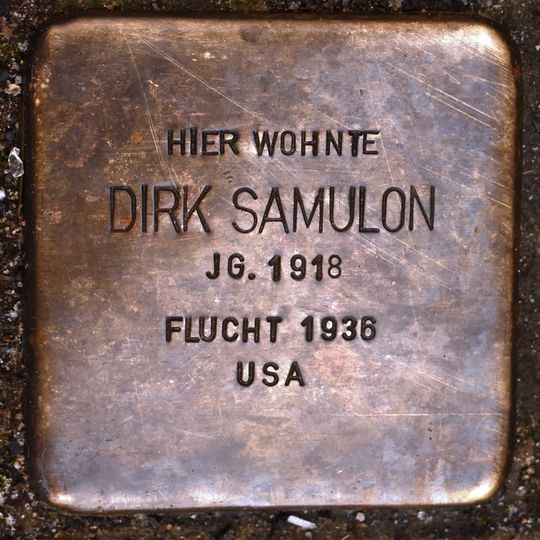 HIER WOHNTE
DIRK SAMULON
JG. 1918
FLUCHT 1936
USA